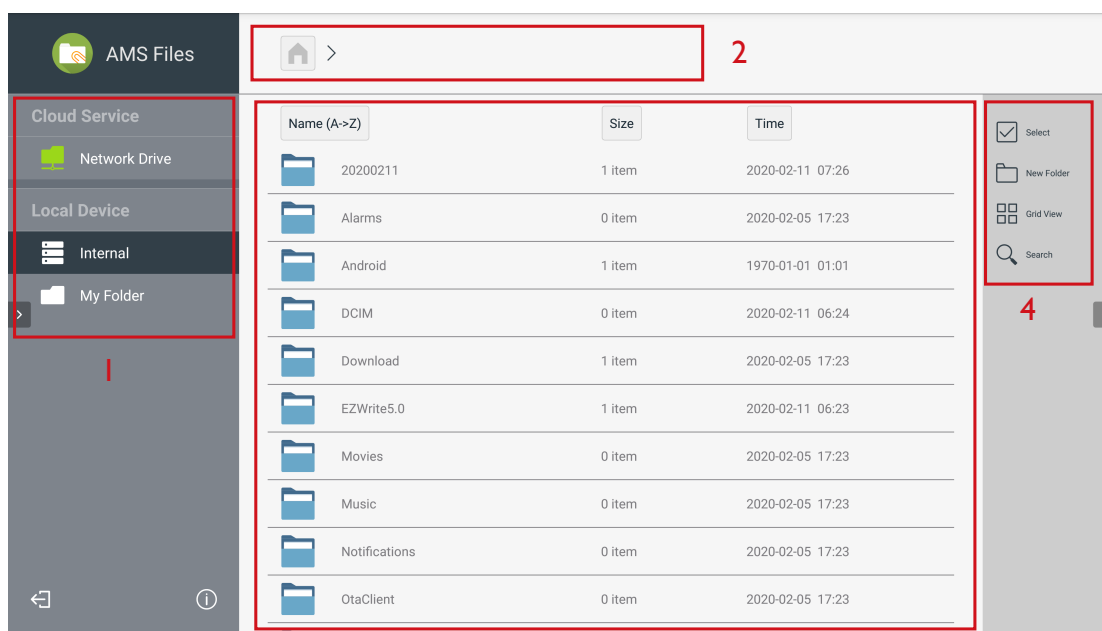 AMS Files
2
Cloud Service
Network Drive
Local Device
Internal
My Folder
1
Name (A->Z) Size Time
20200211 1 item 2020-02-11 07:26
Alarms 0 item 2020-02-05 17:23
Android 1 item 1970-01-01 01:01
DCIM 0 item 2020-02-11 06:24
Download 1 item 2020-02-05 17:23
EZWrite5.0 1 item 2020-02-11 06:23
Movies 0 item 2020-02-05 17:23
Music 0 item 2020-02-05 17:23
Notifications 0 item 2020-02-05 17:23
OtaClient 0 item 2020-02-05 17:23
Select
New Folder
Grid View
Search
4